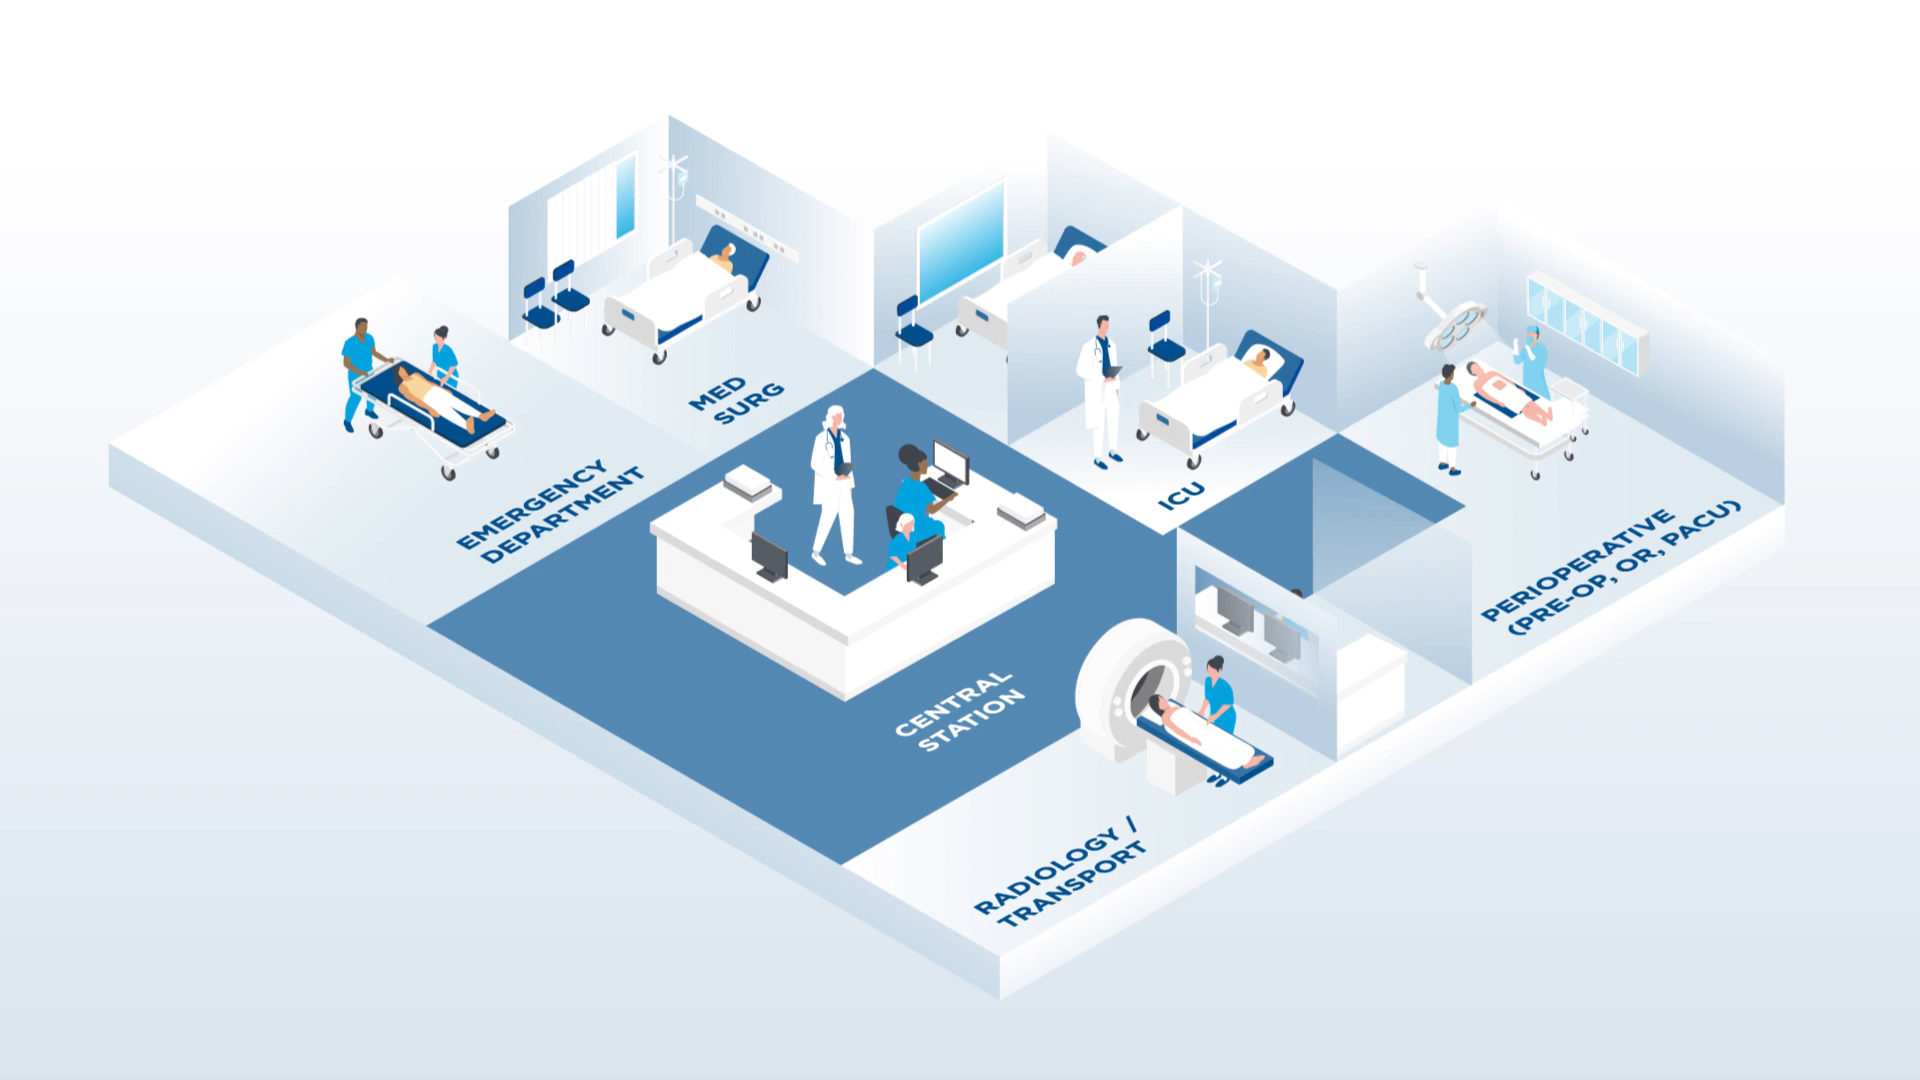 MED
SURG
EMERGENCY
DEPARTMENT
ICU
PERIOPERATIVE
(PRE-OP, OR, PACU)
CENTRAL
STATION
RADIOLOGY /
TRANSPORT